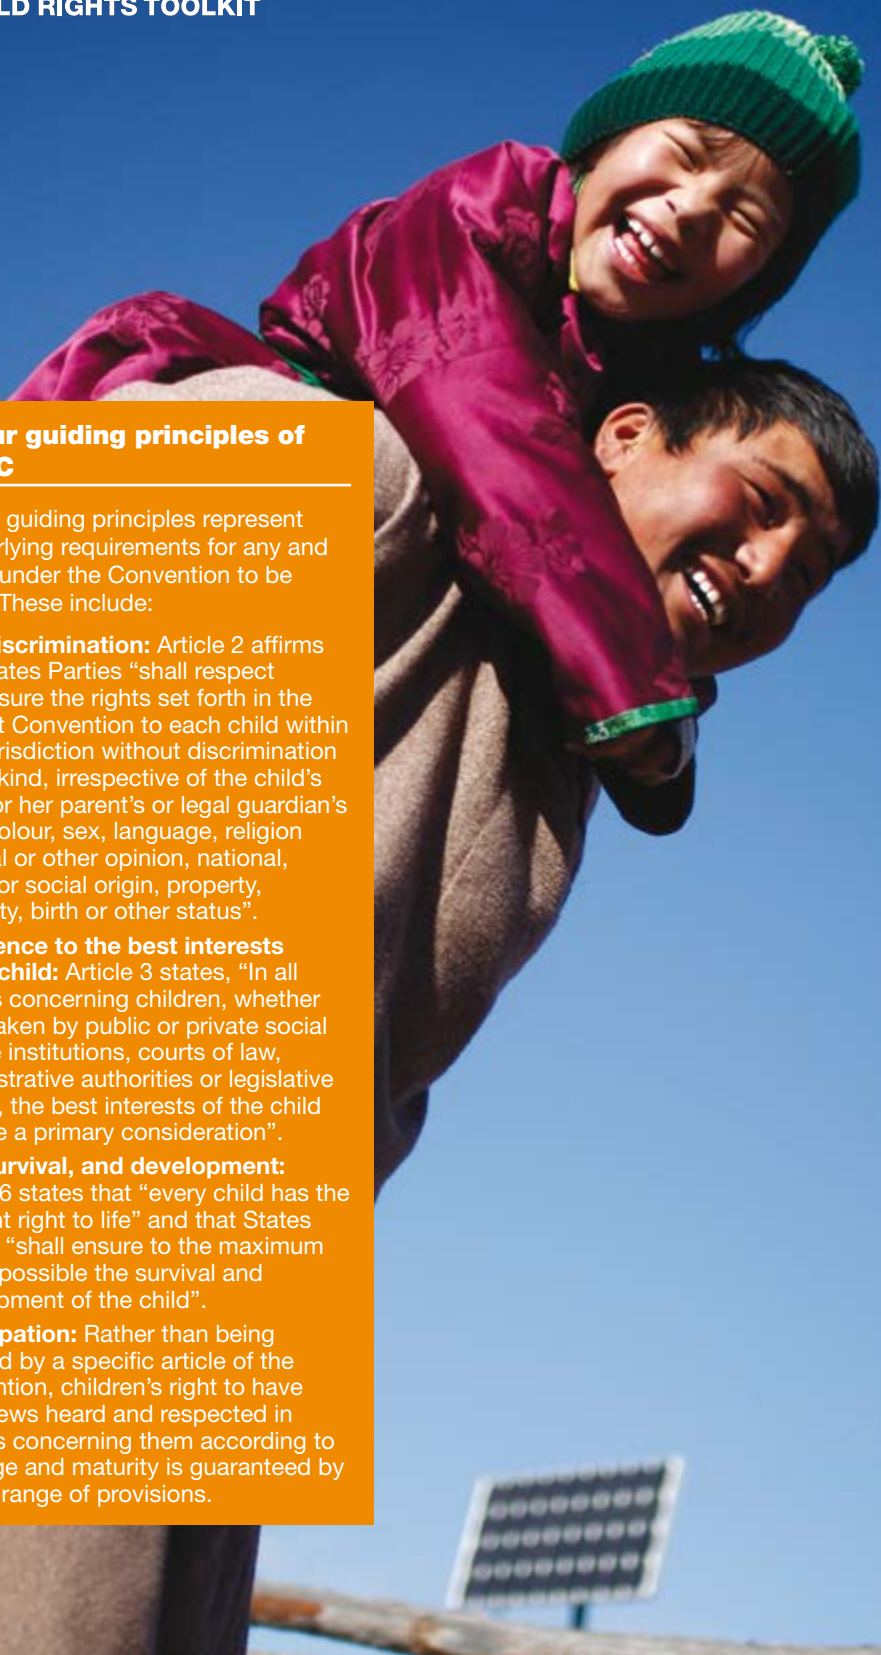 LD RIGHTS TOOLKIT
ur guiding principles of
C
guiding principles represent
rlying requirements for any and
under the Convention to be
These include:
iscrimination: Article 2 affirms
ates Parties “shall respect
sure the rights set forth in the
t Convention to each child within
risdiction without discrimination
kind, irrespective of the child’s
or her parent’s or legal guardian’s
olour, sex, language, religion
al or other opinion, national,
or social origin, property,
ty, birth or other status”.
ence to the best interests
child: Article 3 states, “In all
s concerning children, whether
aken by public or private social
e institutions, courts of law,
strative authorities or legislative
, the best interests of the child
e a primary consideration”.
urvival, and development:
6 states that “every child has the
nt right to life” and that States
“shall ensure to the maximum
possible the survival and
pment of the child”.
pation: Rather than being
d by a specific article of the
ntion, children’s right to have
ews heard and respected in
s concerning them according to
ge and maturity is guaranteed by
range of provisions.